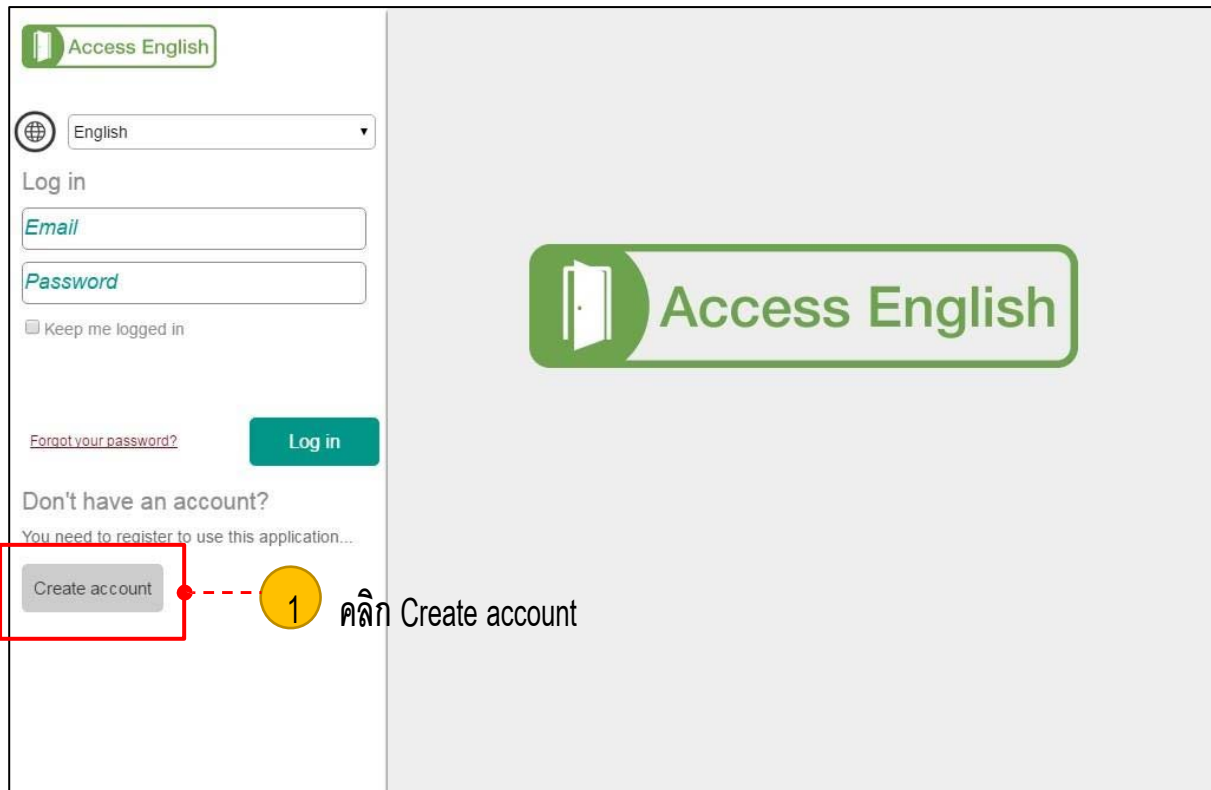 Access English
English
Log in
Email
Password
Keep me logged in
Forgot your password?
Log in
Don't have an account?
You need to register to use this application...
Create account
1 คลิก Create account
Access English